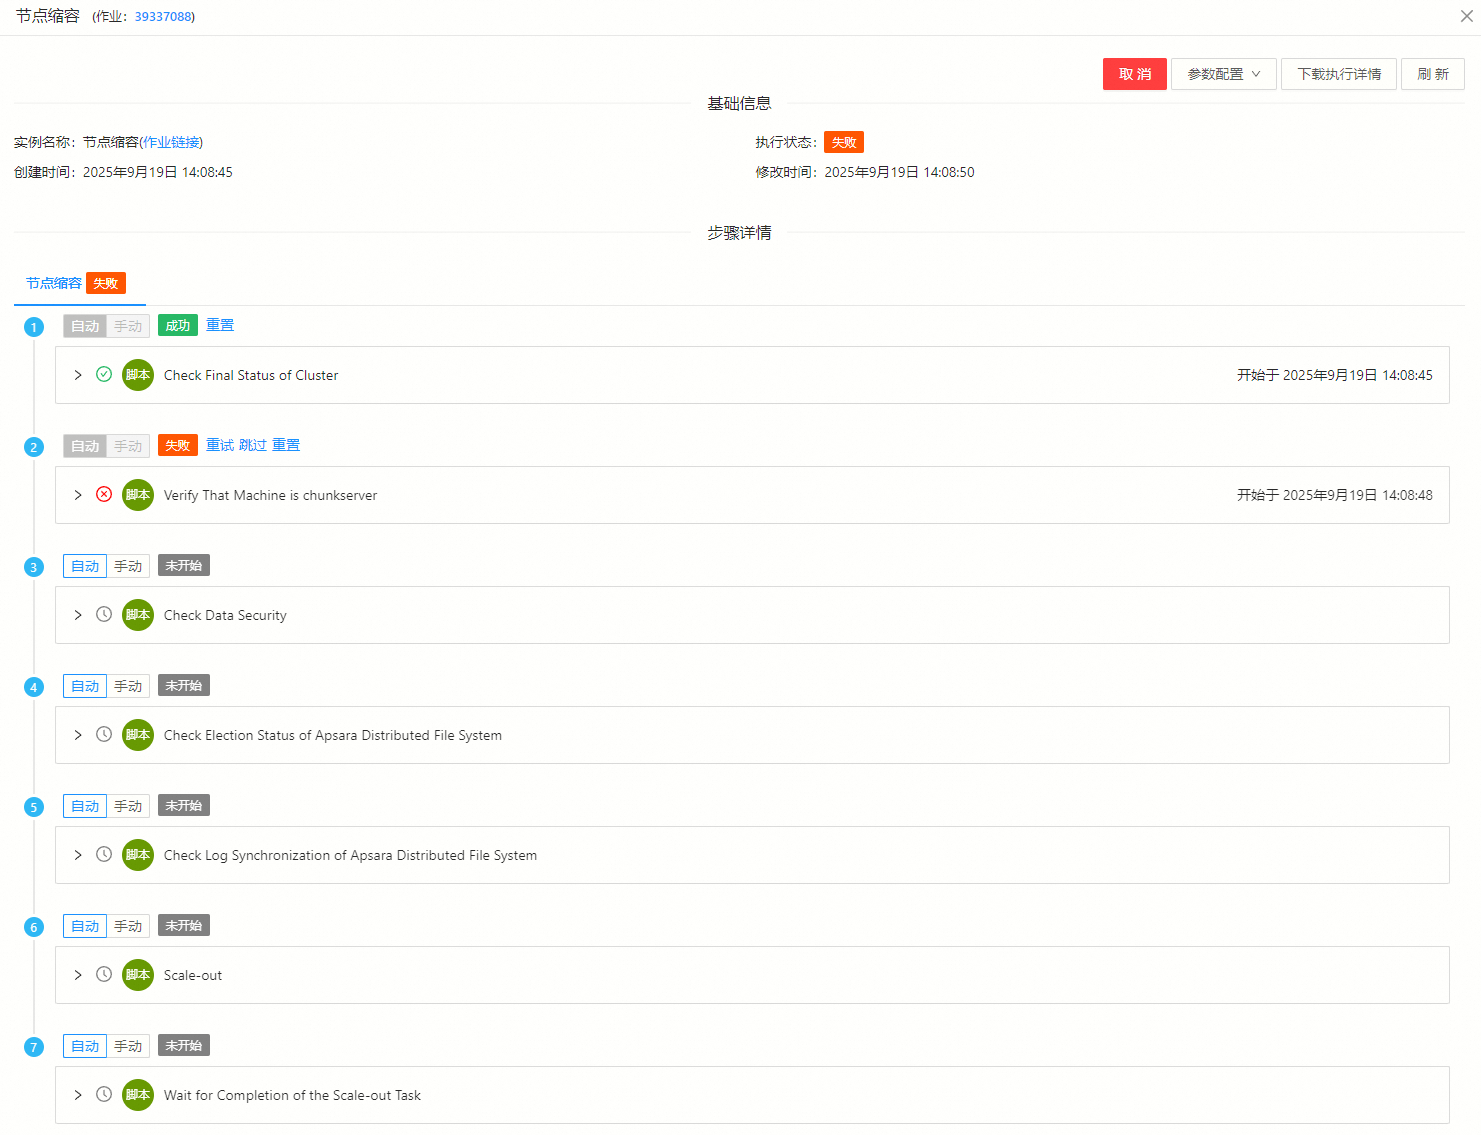 节点缩容 (作业：39337088)
取 消 参数配置 下载执行详情 刷 新
基础信息
实例名称：节点缩容(作业链接) 执行状态：失败
创建时间：2025年9月19日 14:08:45 修改时间：2025年9月19日 14:08:50
步骤详情
节点缩容 失败
1 自动 手动 成功 重置
脚本 Check Final Status of Cluster 开始于 2025年9月19日 14:08:45
2 自动 手动 失败 重试 跳过 重置
脚本 Verify That Machine is chunkserver 开始于 2025年9月19日 14:08:48
3 自动 手动 未开始
脚本 Check Data Security
4 自动 手动 未开始
脚本 Check Election Status of Apsara Distributed File System
5 自动 手动 未开始
脚本 Check Log Synchronization of Apsara Distributed File System
6 自动 手动 未开始
脚本 Scale-out
7 自动 手动 未开始
脚本 Wait for Completion of the Scale-out Task